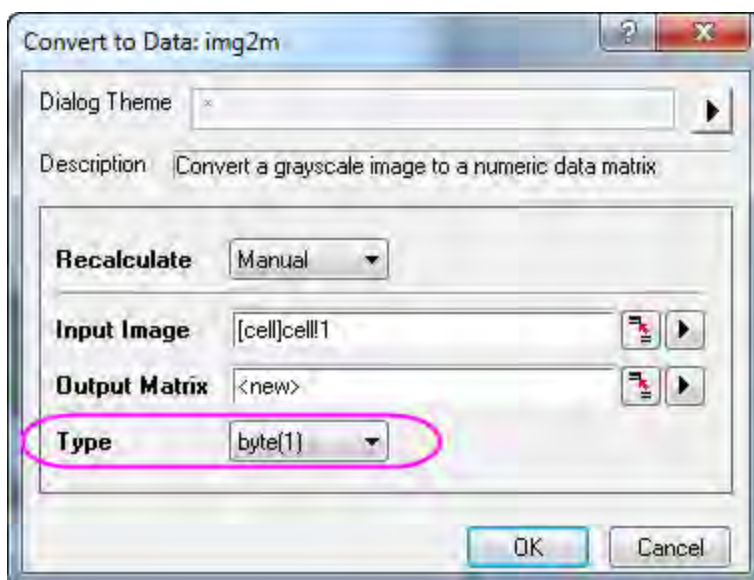 Convert to Data: img2m
?
Dialog Theme *
Description Convert a grayscale image to a numeric data matrix
Recalculate Manual
Input Image [cell]cell!1
Output Matrix <new>
Type byte(1)
OK Cancel